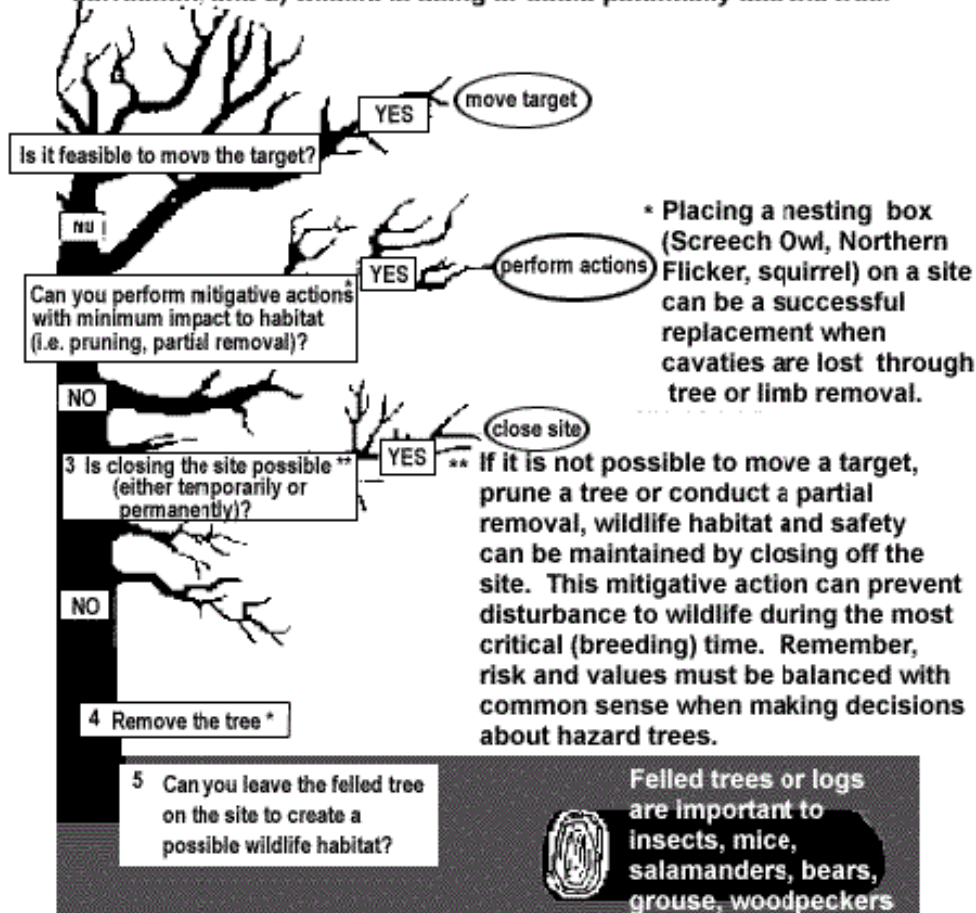 YES
move target
Is it feasible to move the target?
NO
YES
perform actions
Can you perform mitigative actions*
with minimum impact to habitat
(i.e. pruning, partial removal)?
* Placing a nesting box
(Screech Owl, Northern
Flicker, squirrel) on a site
can be a successful
replacement when
cavaties are lost through
tree or limb removal.
NO
YES
close site
3 Is closing the site possible **
(either temporarily or
permanently)?
** If it is not possible to move a target,
prune a tree or conduct a partial
removal, wildlife habitat and safety
can be maintained by closing off the
site. This mitigative action can prevent
disturbance to wildlife during the most
critical (breeding) time. Remember,
risk and values must be balanced with
common sense when making decisions
about hazard trees.
NO
4 Remove the tree *
5 Can you leave the felled tree
on the site to create a
possible wildlife habitat?
Felled trees or logs
are important to
insects, mice,
salamanders, bears,
grouse, woodpeckers